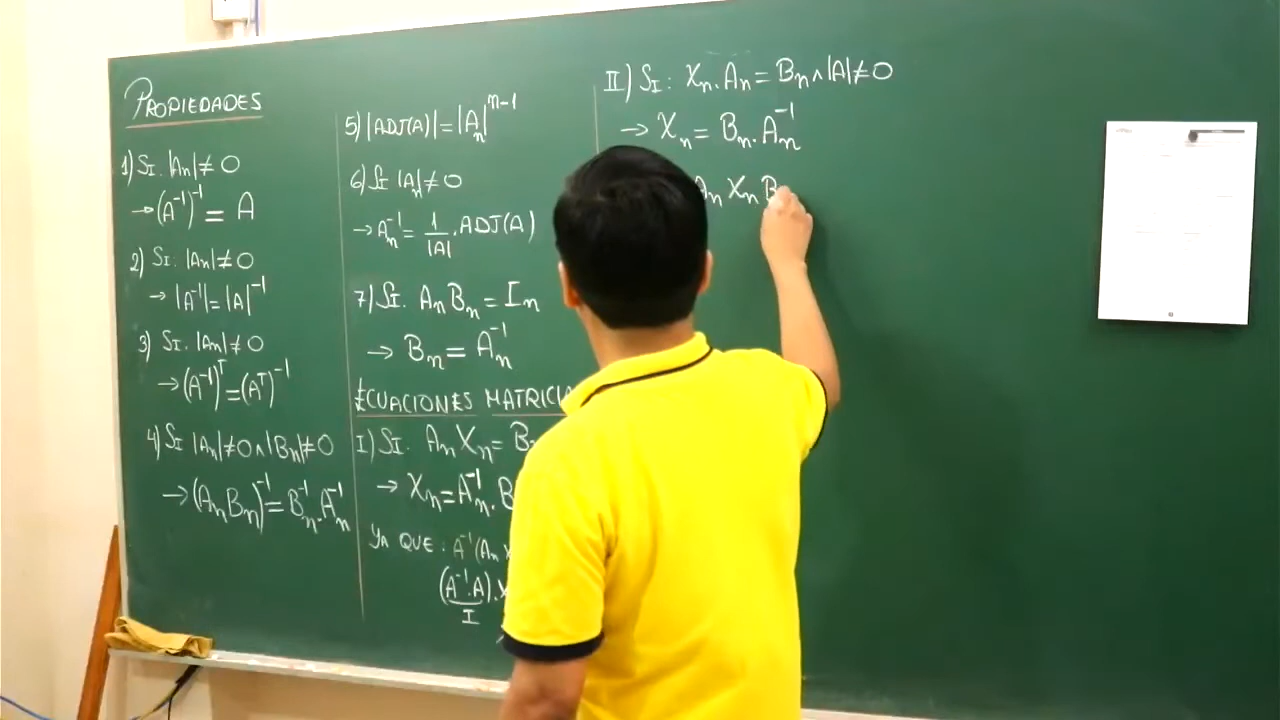 PROPIEDADES
1) SI. |An| ≠ 0
→ (A⁻¹)⁻¹ = A
2) SI: |An| ≠ 0
→ |A⁻¹| = |A|⁻¹
3) SI. |An| ≠ 0
→ (A⁻¹)ᵀ = (Aᵀ)⁻¹
4) SI |An| ≠ 0 ∧ |Bn| ≠ 0
→ (An Bn)⁻¹ = Bn⁻¹. An⁻¹
5) |ADJ(A)| = |An|ⁿ⁻¹
6) SI |An| ≠ 0
→ An⁻¹ = 1/|A| . ADJ(A)
7) SI. An Bn = In
→ Bn = An⁻¹
ECUACIONES
I) SI. An Xn = B
→ Xn = An⁻¹. B
YA QUE: A⁻¹(An
(A⁻¹.A).
I
II) SI: Xn. An = Bn ∧ |A| ≠ 0
→ Xn = Bn. An⁻¹
An Xn B